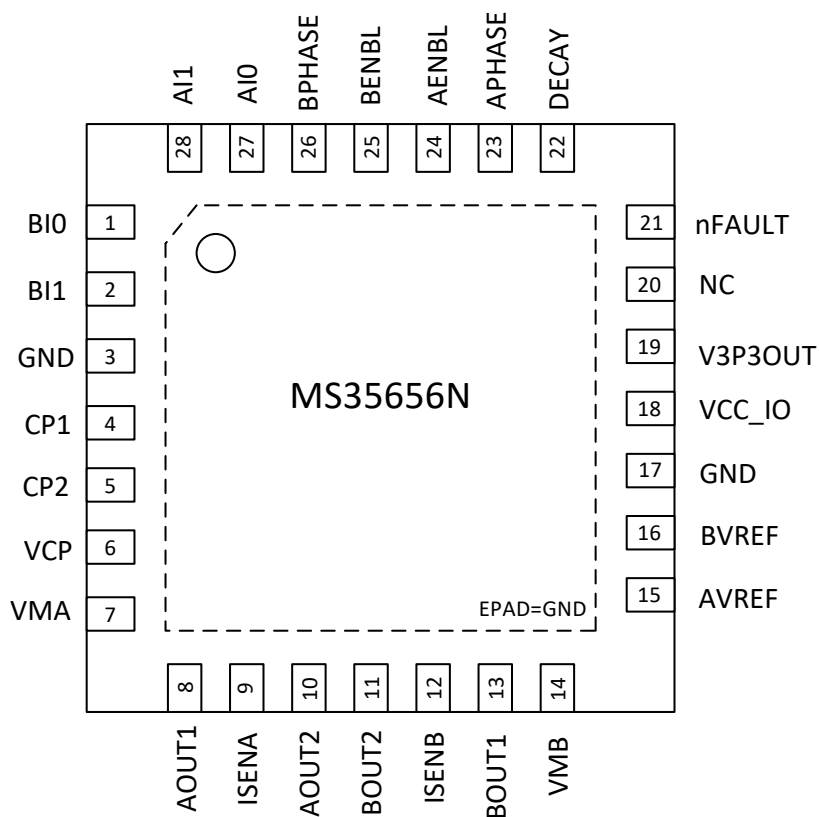 AI1
AI0
BPHASE
BENBL
AENBL
APHASE
DECAY
28
27
26
25
24
23
22
BI0
1
BI1
2
GND
3
CP1
4
CP2
5
VCP
6
VMA
7
MS35656N
EPAD=GND
21
nFAULT
20
NC
19
V3P3OUT
18
VCC_IO
17
GND
16
BVREF
15
AVREF
8
9
10
11
12
13
14
AOUT1
ISENA
AOUT2
BOUT2
ISENB
BOUT1
VMB